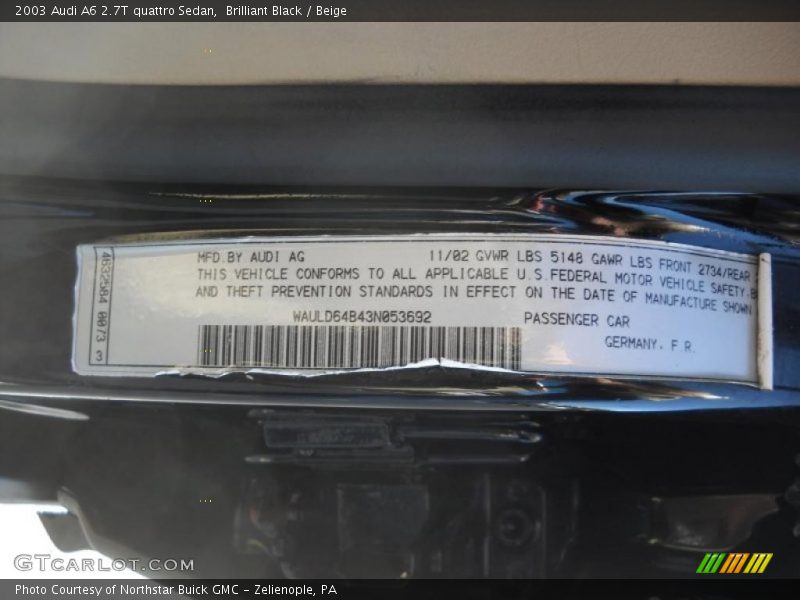 2003 Audi A6 2.7T quattro Sedan,  Brilliant Black / Beige
4B32504 0073 3
MFD.BY AUDI AG 11/02 GVWR LBS 5148 GAWR LBS FRONT 2734/REAR
THIS VEHICLE CONFORMS TO ALL APPLICABLE U.S.FEDERAL MOTOR VEHICLE SAFETY
AND THEFT PREVENTION STANDARDS IN EFFECT ON THE DATE OF MANUFACTURE SHOWN
WAULD64B43N053692 PASSENGER CAR
GERMANY, F.R.
GTCARLOT.COM
Photo Courtesy of Northstar Buick GMC – Zelienople, PA